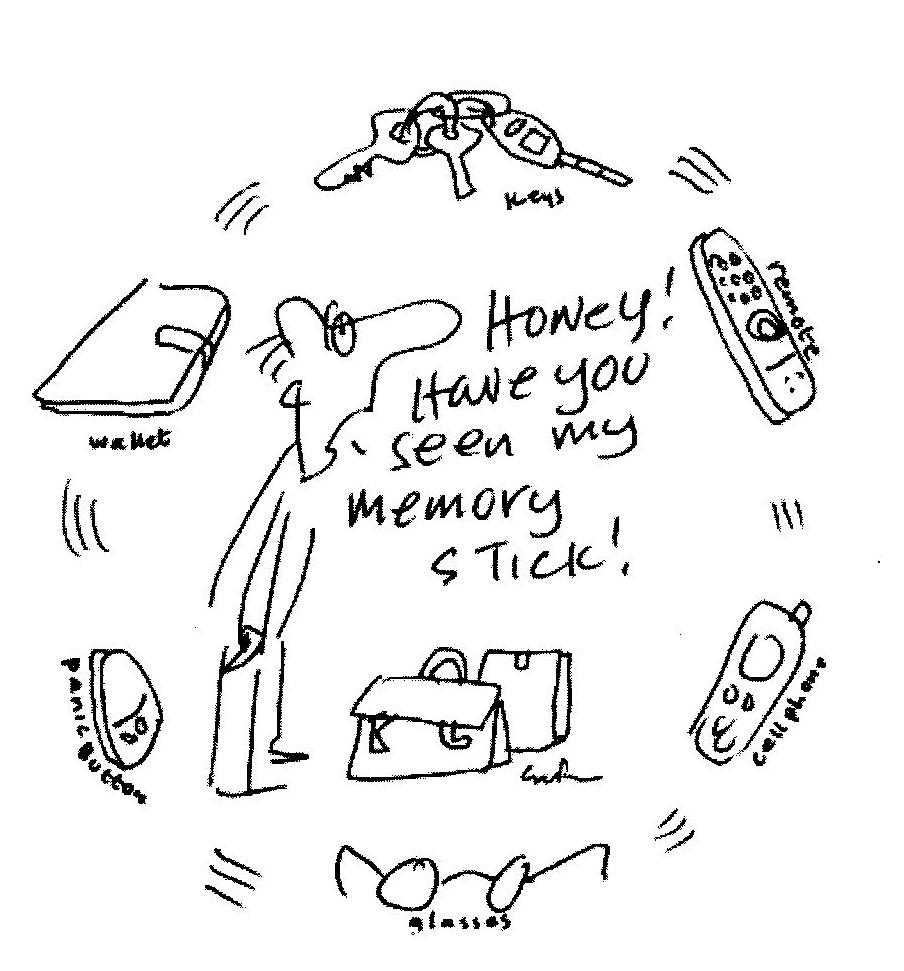 Keys
remote
Honey!
Have you
seen my
memory
STICK!
wallet
panic Button
cell phone
glasses